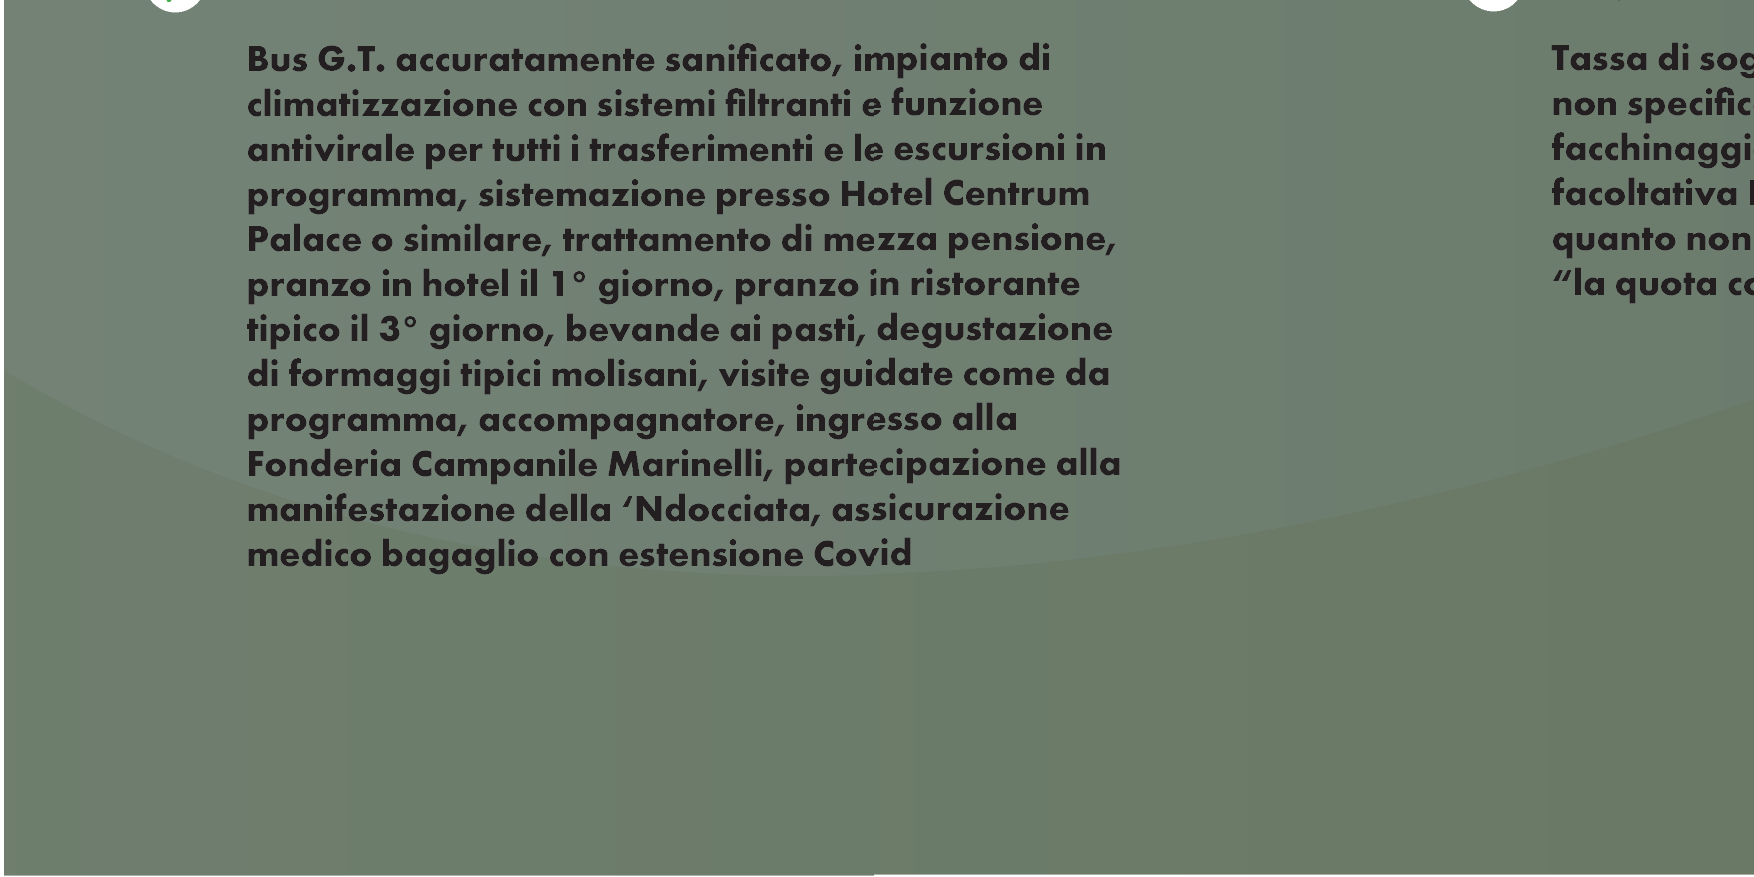 Bus G.T. accuratamente sanificato, impianto di
climatizzazione con sistemi filtranti e funzione
antivirale per tutti i trasferimenti e le escursioni in
programma, sistemazione presso Hotel Centrum
Palace o similare, trattamento di mezza pensione,
pranzo in hotel il 1° giorno, pranzo in ristorante
tipico il 3° giorno, bevande ai pasti, degustazione
di formaggi tipici molisani, visite guidate come da
programma, accompagnatore, ingresso alla
Fonderia Campanile Marinelli, partecipazione alla
manifestazione della ‘Ndocciata, assicurazione
medico bagaglio con estensione Covid
Tassa di
non
facoltativa
quanto non
“la quota